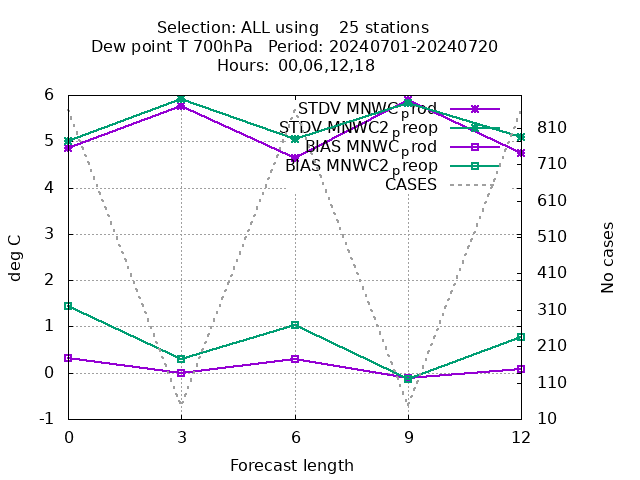 Selection: ALL using    25 stations
Dew point T 700hPa   Period: 20240701-20240720
Hours: 00,06,12,18
6
5
4
3
2
1
0
-1
deg C
STDV MNWC_prod
STDV MNWC2_preop
BIAS MNWC_prod
BIAS MNWC2_preop
CASES
810
710
610
510
410
310
210
110
10
No cases
0 3 6 9 12
Forecast length